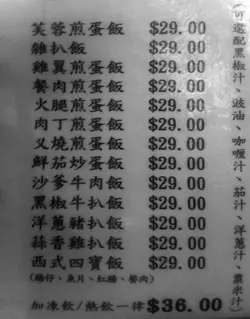 芙蓉煎蛋飯 $29.00
雜扒飯 $29.00
雞翼煎蛋飯 $29.00
餐肉煎蛋飯 $29.00
火腿煎蛋飯 $29.00
肉丁煎蛋飯 $29.00
叉燒煎蛋飯 $29.00
鮮茄炒蛋飯 $29.00
沙爹牛肉飯 $29.00
黑椒牛扒飯 $29.00
洋蔥豬扒飯 $29.00
蒜香雞扒飯 $29.00
西式四寶飯 $29.00
(腸仔、魚片、紅腸、餐肉)
加凍飲/熱飲一律$36.00
(可選配黑椒汁、豉油、咖喱汁、茄汁、洋蔥汁、粟米汁)